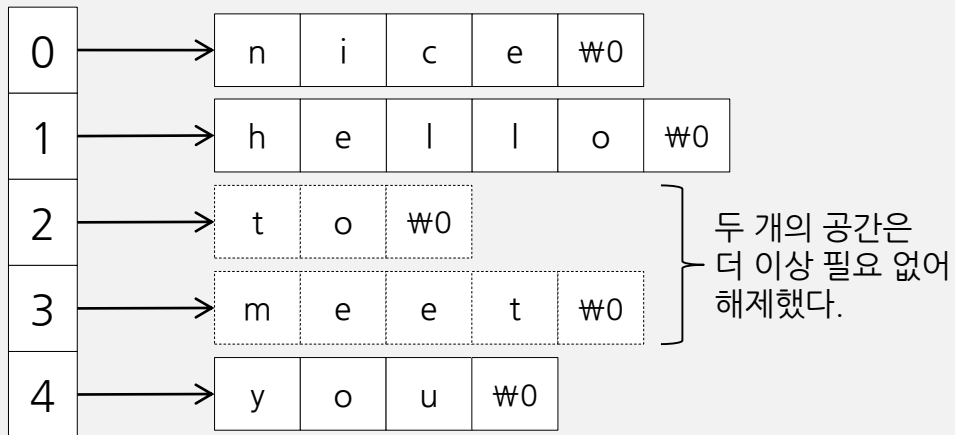 0 n i c e ₩0
1 h e l l o ₩0
2 t o ₩0
3 m e e t ₩0
4 y o u ₩0
두 개의 공간은
더 이상 필요 없어
해제했다.